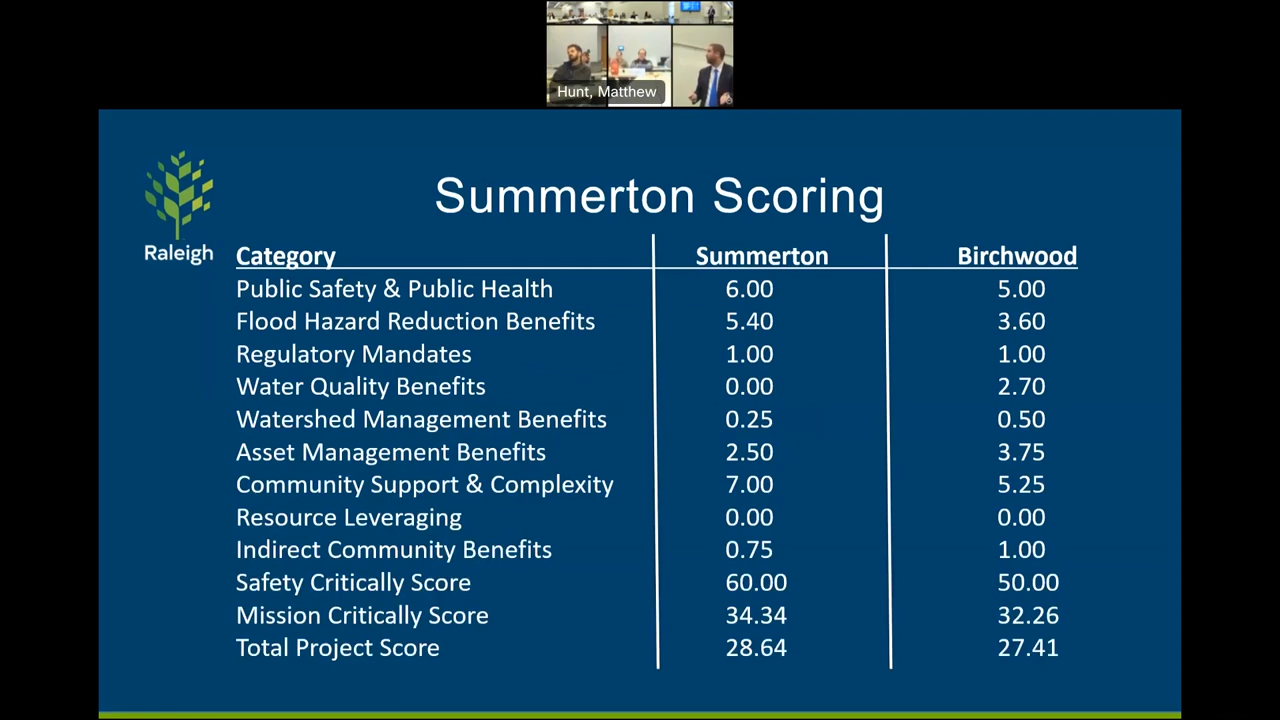 Hunt, Matthew
Raleigh
Summerton Scoring
Category Summerton Birchwood
Public Safety & Public Health 6.00 5.00
Flood Hazard Reduction Benefits 5.40 3.60
Regulatory Mandates 1.00 1.00
Water Quality Benefits 0.00 2.70
Watershed Management Benefits 0.25 0.50
Asset Management Benefits 2.50 3.75
Community Support & Complexity 7.00 5.25
Resource Leveraging 0.00 0.00
Indirect Community Benefits 0.75 1.00
Safety Critically Score 60.00 50.00
Mission Critically Score 34.34 32.26
Total Project Score 28.64 27.41